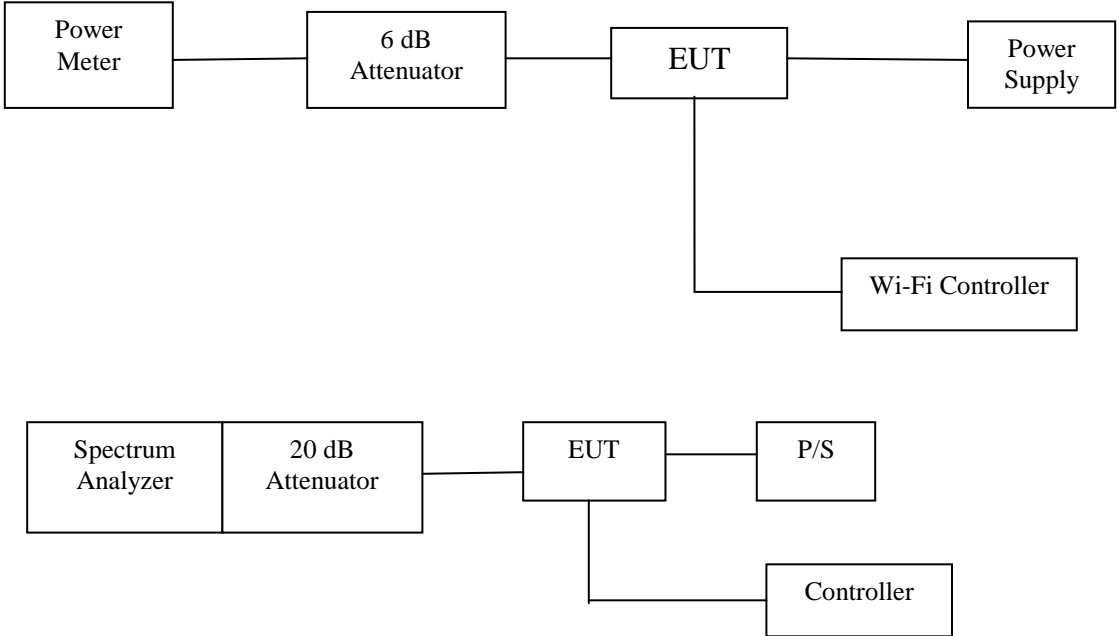 Power
Meter
6 dB
Attenuator
EUT
Power
Supply
Wi-Fi Controller
Spectrum
Analyzer
20 dB
Attenuator
EUT
P/S
Controller